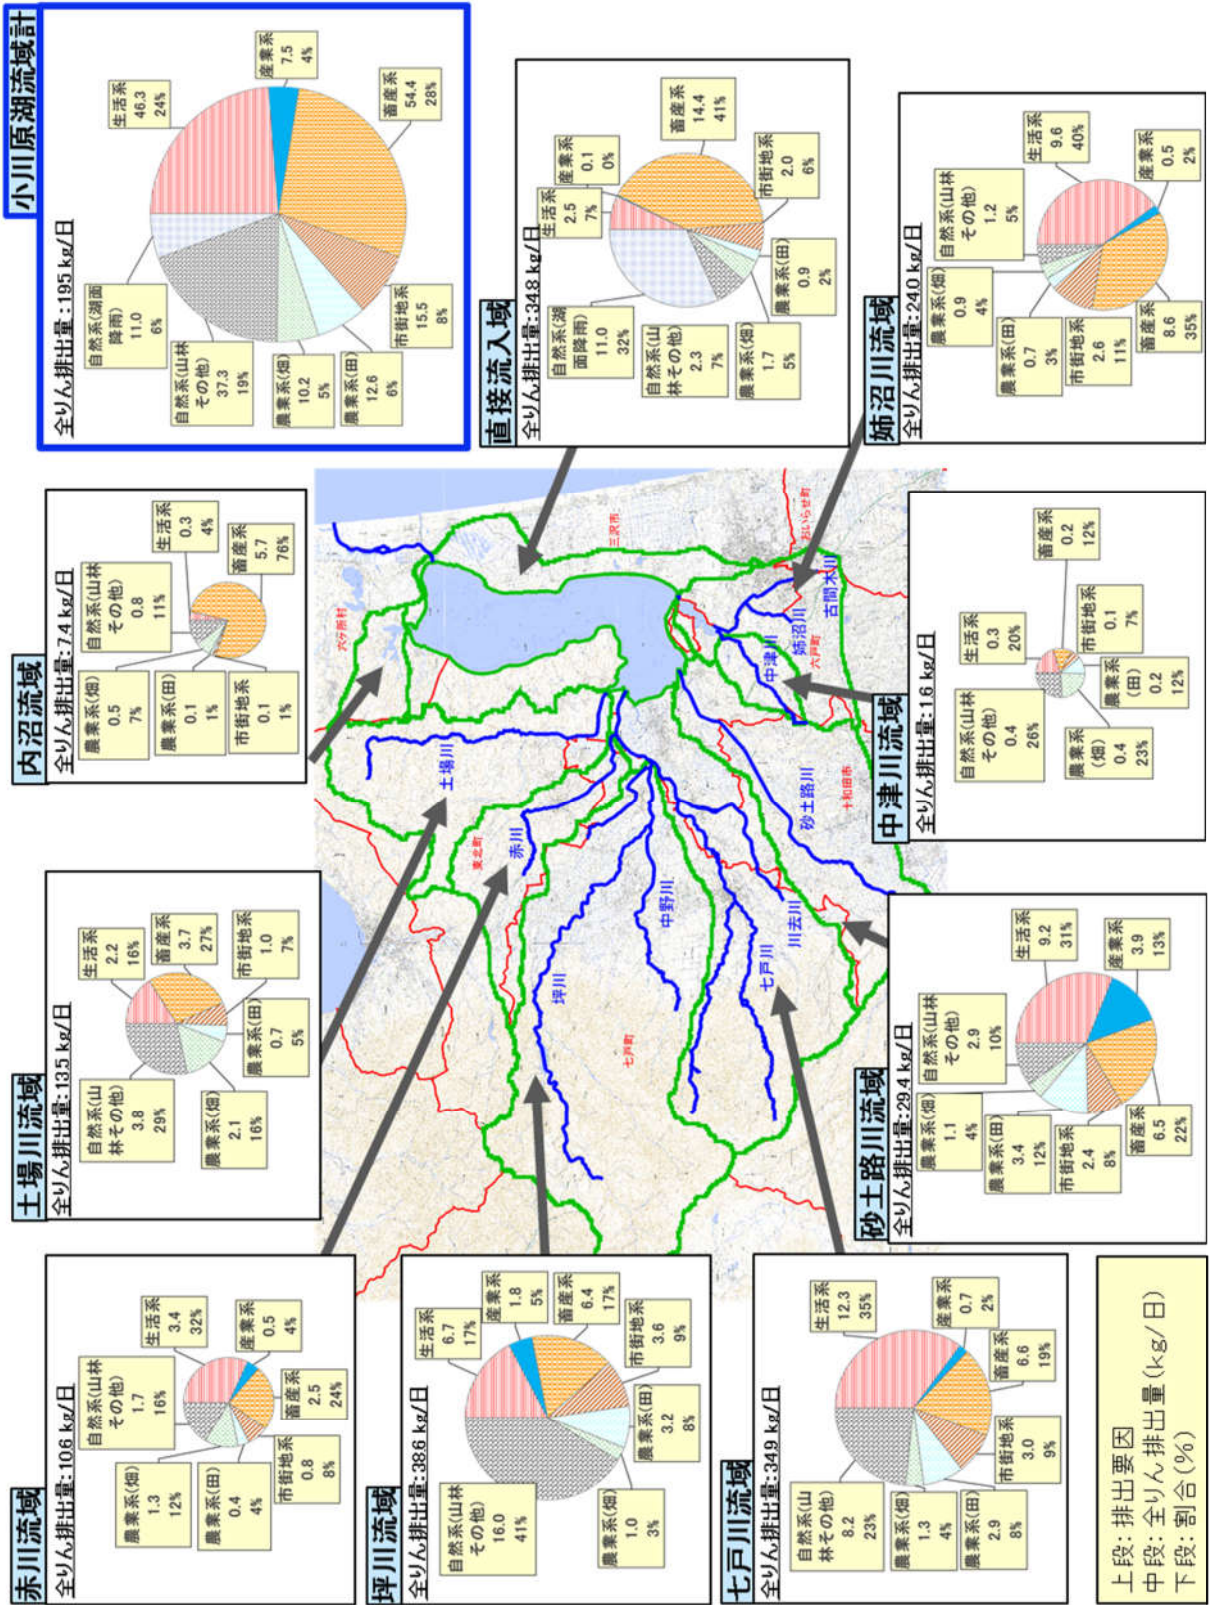 小川原湖流域計
全りん排出量:195 kg/日
生活系
46.3
24%
産業系
7.5
4%
畜産系
54.4
28%
市街地系
15.5
8%
農業系(田)
12.6
6%
農業系(畑)
10.2
5%
自然系(山林
その他)
37.3
19%
自然系(湖面
降雨)
11.0
6%
内沼流域
全りん排出量:7.4 kg/日
生活系
0.3
4%
畜産系
5.7
76%
市街地系
0.1
1%
農業系(田)
0.1
1%
農業系(畑)
0.5
7%
自然系(山林
その他)
0.8
11%
土場川流域
全りん排出量:13.5 kg/日
生活系
2.2
16%
畜産系
3.7
27%
市街地系
1.0
7%
農業系(田)
0.7
5%
農業系(畑)
2.1
16%
自然系(山
林その他)
3.8
29%
赤川流域
全りん排出量:10.6 kg/日
生活系
3.4
32%
産業系
0.5
4%
畜産系
2.5
24%
市街地系
0.8
8%
農業系(田)
0.4
4%
農業系(畑)
1.3
12%
自然系(山林
その他)
1.7
16%
坪川流域
全りん排出量:38.6 kg/日
生活系
6.7
17%
産業系
1.8
5%
畜産系
6.4
17%
市街地系
3.6
9%
農業系(田)
3.2
8%
農業系(畑)
1.0
3%
自然系(山林
その他)
16.0
41%
七戸川流域
全りん排出量:34.9 kg/日
生活系
12.3
35%
産業系
0.7
2%
畜産系
6.6
19%
市街地系
3.0
9%
農業系(田)
2.9
8%
農業系(畑)
1.3
4%
自然系(山
林その他)
8.2
23%
砂土路川流域
全りん排出量:29.4 kg/日
生活系
9.2
31%
産業系
3.9
13%
畜産系
6.5
22%
市街地系
2.4
8%
農業系(田)
3.4
12%
農業系(畑)
1.1
4%
自然系(山林
その他)
2.9
10%
中津川流域
全りん排出量:1.6 kg/日
生活系
0.3
20%
畜産系
0.2
12%
市街地系
0.1
7%
農業系
(田)
0.2
12%
農業系
(畑)
0.4
23%
自然系(山林
その他)
0.4
26%
姉沼川流域
全りん排出量:24.0 kg/日
生活系
9.6
40%
産業系
0.5
2%
畜産系
8.6
35%
市街地系
2.6
11%
農業系(田)
0.7
3%
農業系(畑)
0.9
4%
自然系(山林
その他)
1.2
5%
直接流入域
全りん排出量:34.8 kg/日
生活系
2.5
7%
産業系
0.1
0%
畜産系
14.4
41%
市街地系
2.0
6%
農業系(田)
0.9
2%
農業系(畑)
1.7
5%
自然系(山
林その他)
2.3
7%
自然系(湖
面降雨)
11.0
32%
六ケ所村
三沢市
おいらせ町
六戸町
十和田市
東北町
七戸町
土場川
赤川
坪川
中野川
七戸川
川去川
砂土路川
中津川
姉沼川
古間木川
上段:排出要因
中段:全りん排出量(kg/日)
下段:割合(%)